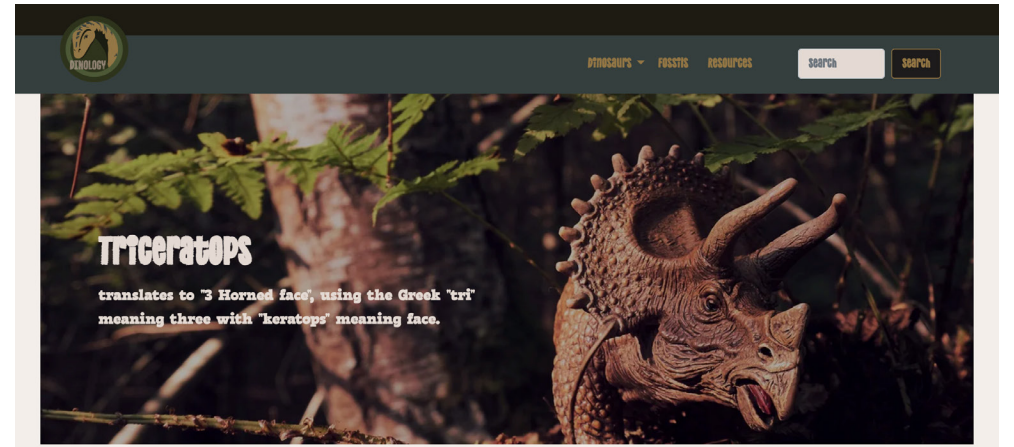 DINOLOGY
Dinosaurs Fossils Resources Search Search
Triceratops
translates to "3 Horned face", using the Greek "tri"
meaning three with "keratops" meaning face.